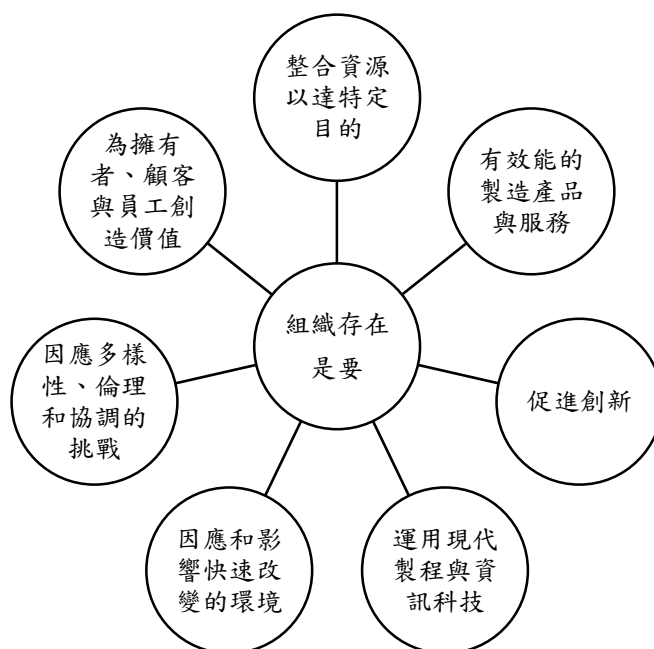 整合資源
以達特定
目的
有效能的
製造產品
與服務
促進創新
運用現代
製程與資
訊科技
因應和影
響快速改
變的環境
因應多樣
性、倫理
和協調的
挑戰
為擁有
者、顧客
與員工創
造價值
組織存在
是要